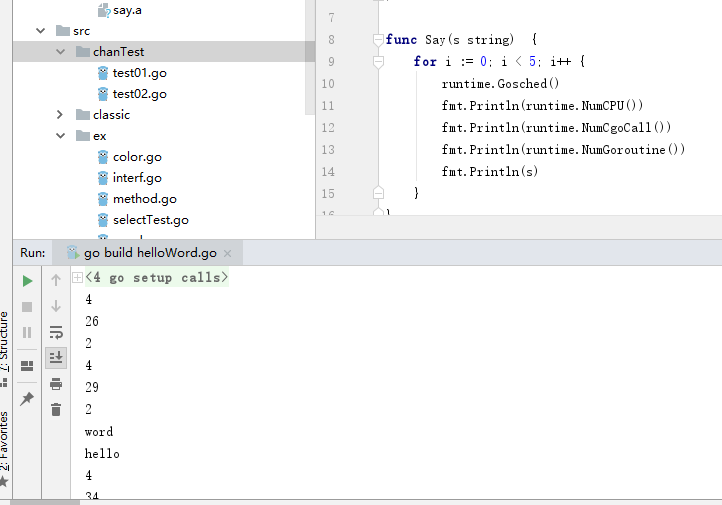 say.a
src
chanTest
test01.go
test02.go
classic
ex
color.go
interf.go
method.go
selectTest.go
7
8 func Say(s string) {
9 for i := 0; i < 5; i++ {
10 runtime.Gosched()
11 fmt.Println(runtime.NumCPU())
12 fmt.Println(runtime.NumCgoCall())
13 fmt.Println(runtime.NumGoroutine())
14 fmt.Println(s)
15 }
16 }
Run: go build helloWord.go
<4 go setup calls>
4
26
2
4
29
2
word
hello
4
34
7: Structure
2: Favorites